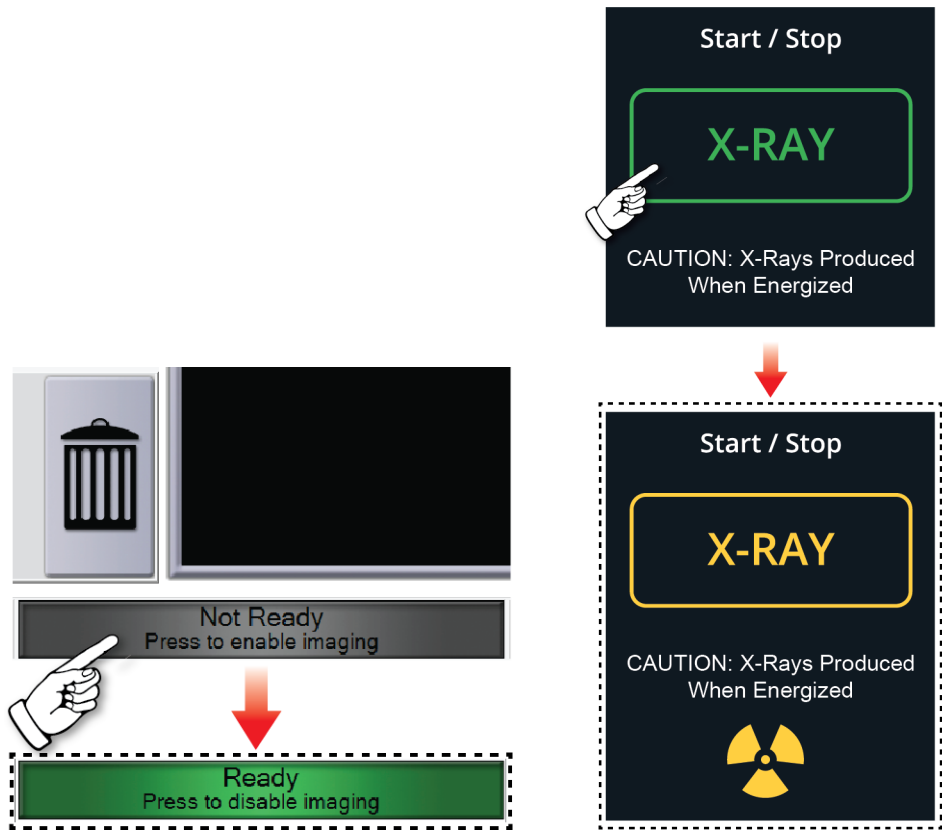 Start / Stop
X-RAY
CAUTION: X-Rays Produced
When Energized
Not Ready
Press to enable imaging
Ready
Press to disable imaging
Start / Stop
X-RAY
CAUTION: X-Rays Produced
When Energized